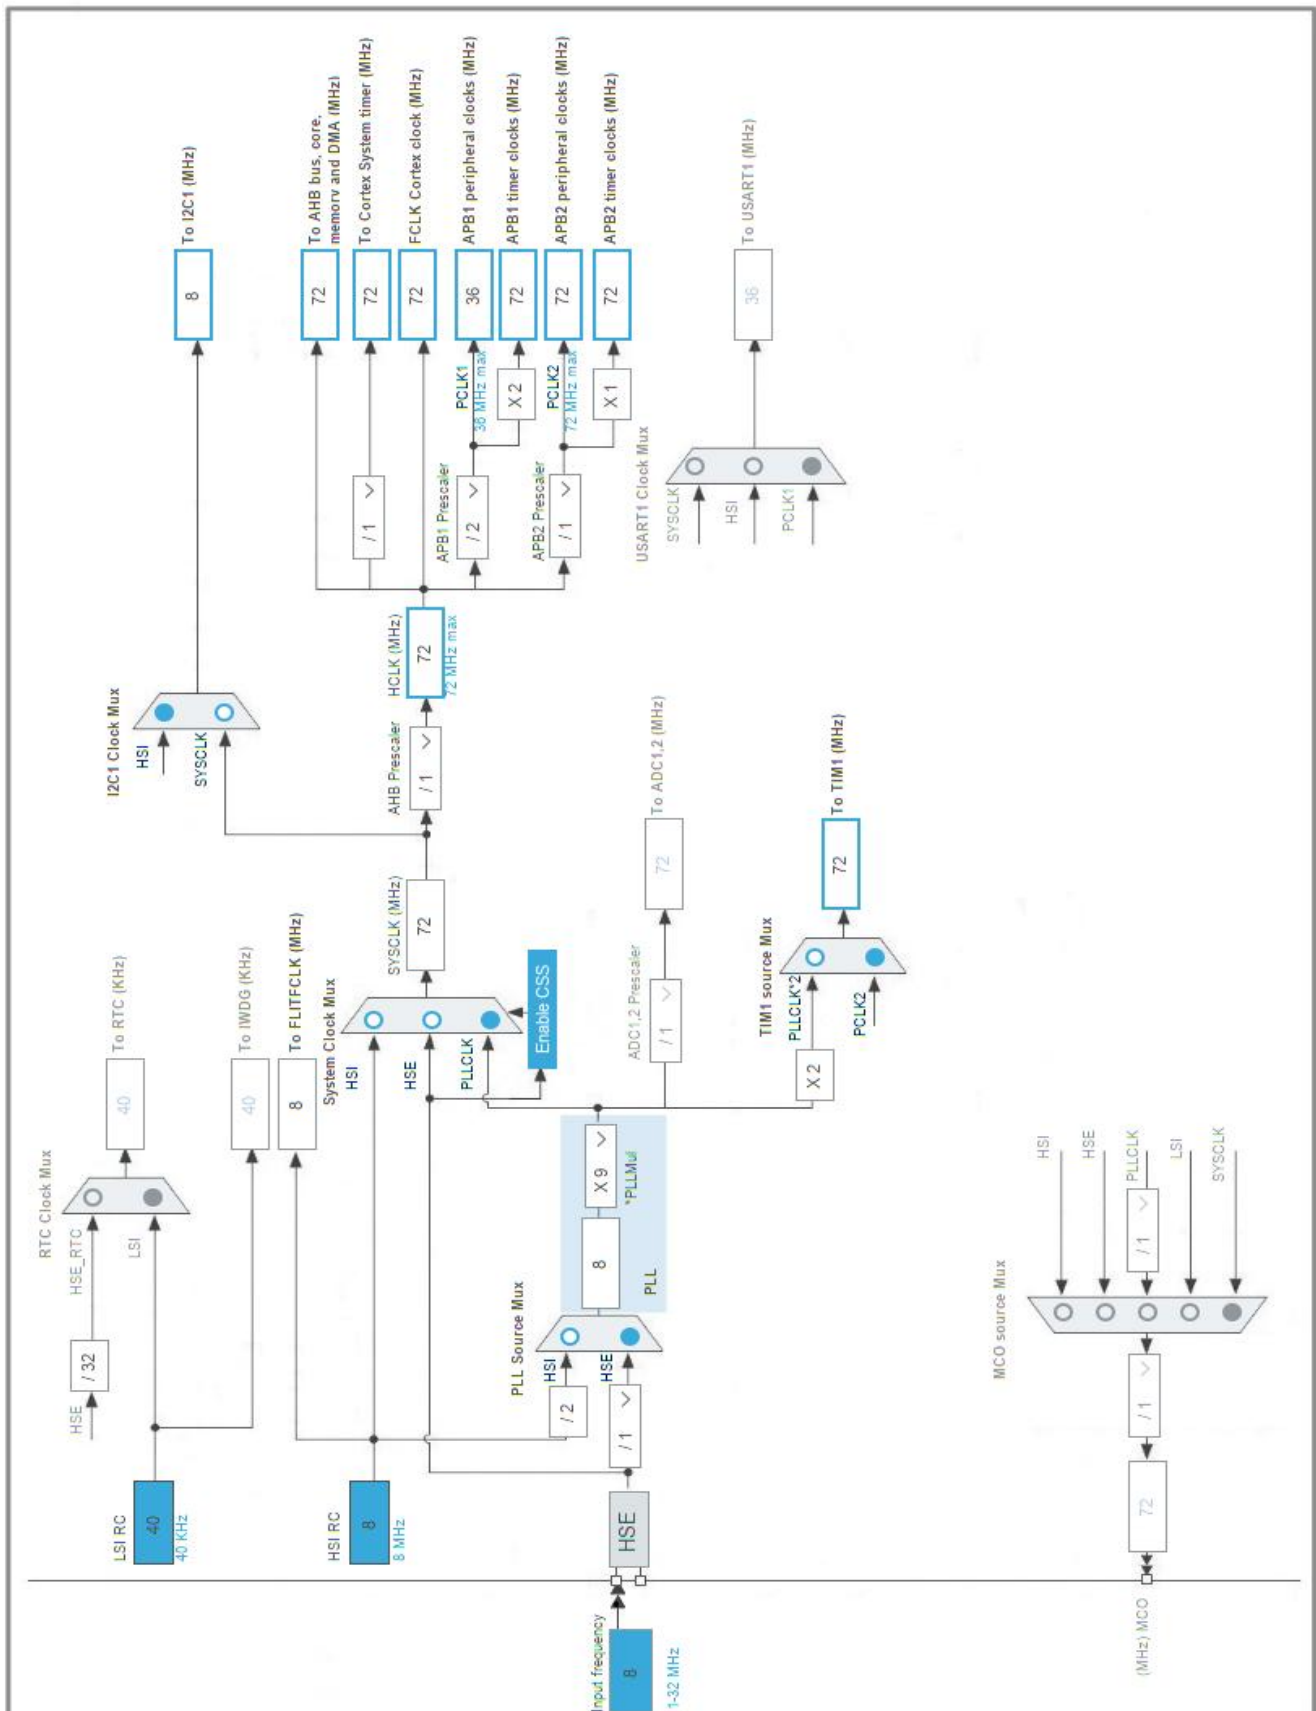 RTC Clock Mux
HSE
/ 32
HSE_RTC
LSI
40
To RTC (KHz)
LSI RC
40
40 KHz
40
To IWDG (KHz)
8
To FLITFCLK (MHz)
HSI RC
8
8 MHz
System Clock Mux
HSI
HSE
PLLCLK
Enable CSS
SYSCLK (MHz)
72
AHB Prescaler
/ 1
HCLK (MHz)
72
72 MHz max
I2C1 Clock Mux
HSI
SYSCLK
8
To I2C1 (MHz)
72
To AHB bus, core,
memory and DMA (MHz)
/ 1
72
To Cortex System timer (MHz)
72
FCLK Cortex clock (MHz)
APB1 Prescaler
/ 2
PCLK1
36 MHz max
36
APB1 peripheral clocks (MHz)
X 2
72
APB1 timer clocks (MHz)
APB2 Prescaler
/ 1
PCLK2
72 MHz max
72
APB2 peripheral clocks (MHz)
X 1
72
APB2 timer clocks (MHz)
PLL Source Mux
/ 2
HSI
HSE
/ 1
8
X 9
*PLLMul
PLL
Input frequency
8
1-32 MHz
HSE
ADC1,2 Prescaler
/ 1
72
To ADC1,2 (MHz)
USART1 Clock Mux
SYSCLK
HSI
PCLK1
36
To USART1 (MHz)
TIM1 source Mux
X 2
PLLCLK*2
PCLK2
72
To TIM1 (MHz)
MCO source Mux
(MHz) MCO
72
/ 1
HSI
HSE
/ 1
PLLCLK
LSI
SYSCLK